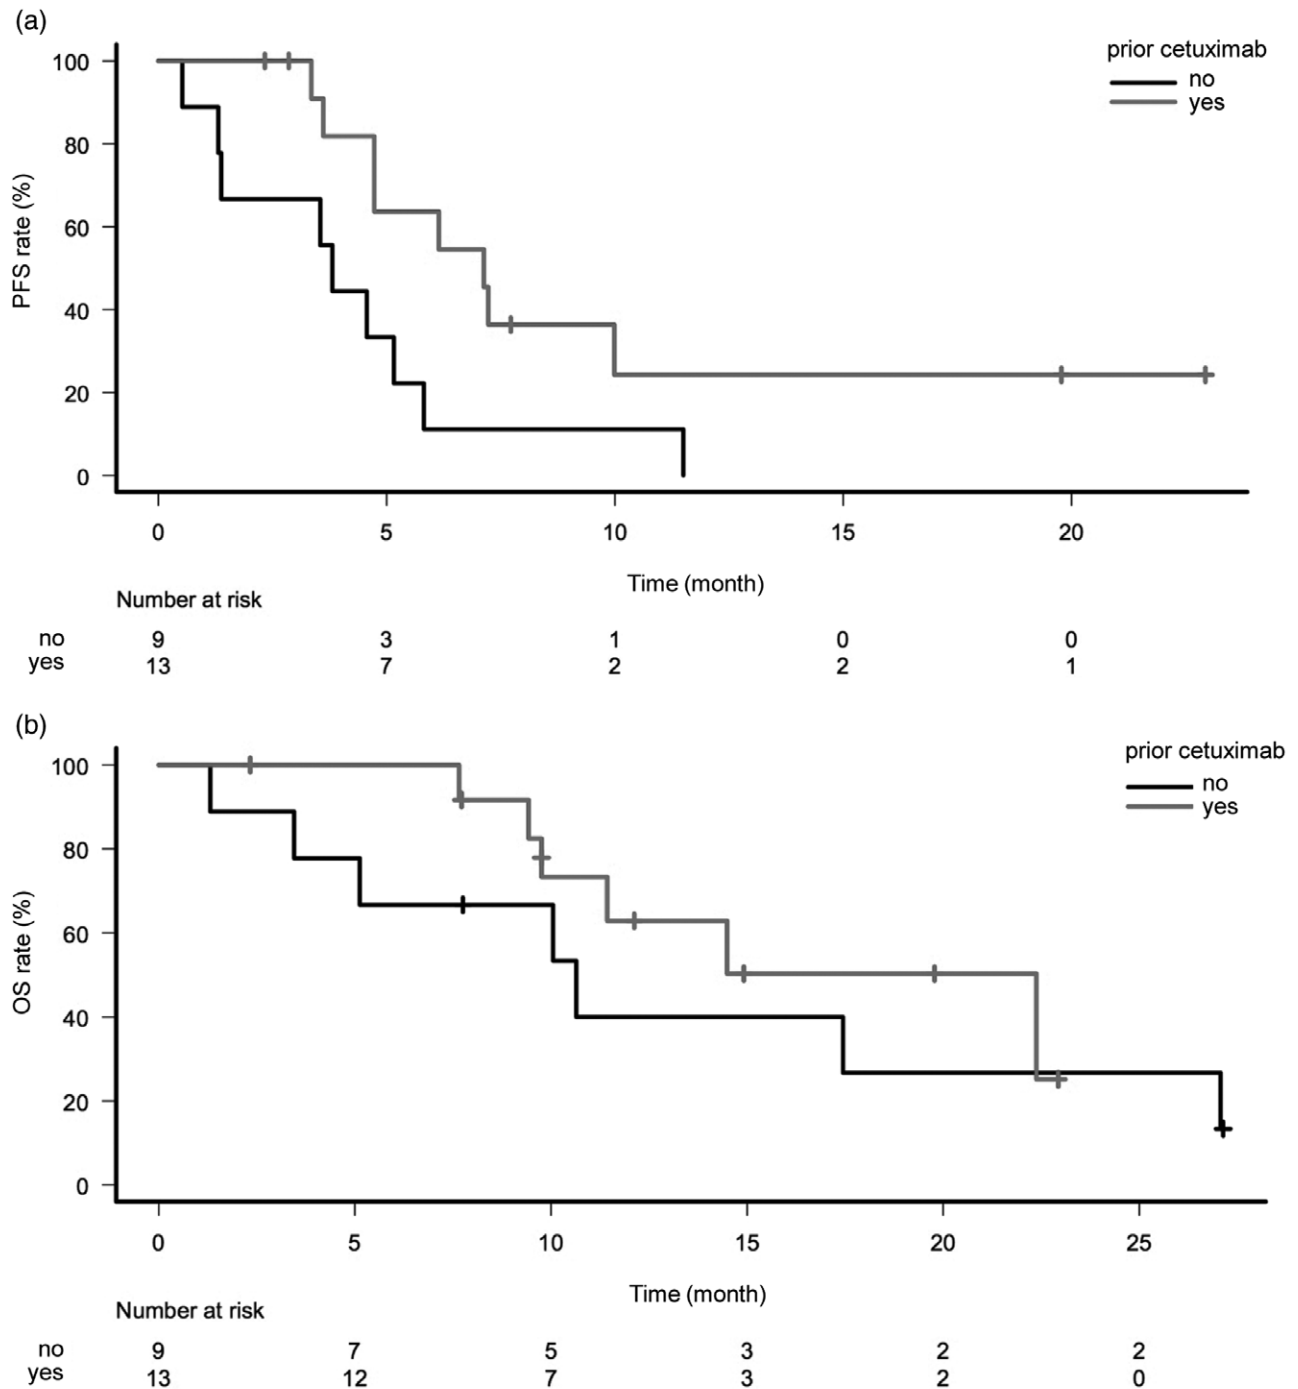 (a)
prior cetuximab
no
yes
PFS rate (%)
100
80
60
40
20
0
0 5 10 15 20
Time (month)
Number at risk
no 9 3 1 0 0
yes 13 7 2 2 1
(b)
prior cetuximab
no
yes
OS rate (%)
100
80
60
40
20
0
0 5 10 15 20 25
Time (month)
Number at risk
no 9 7 5 3 2 2
yes 13 12 7 3 2 0